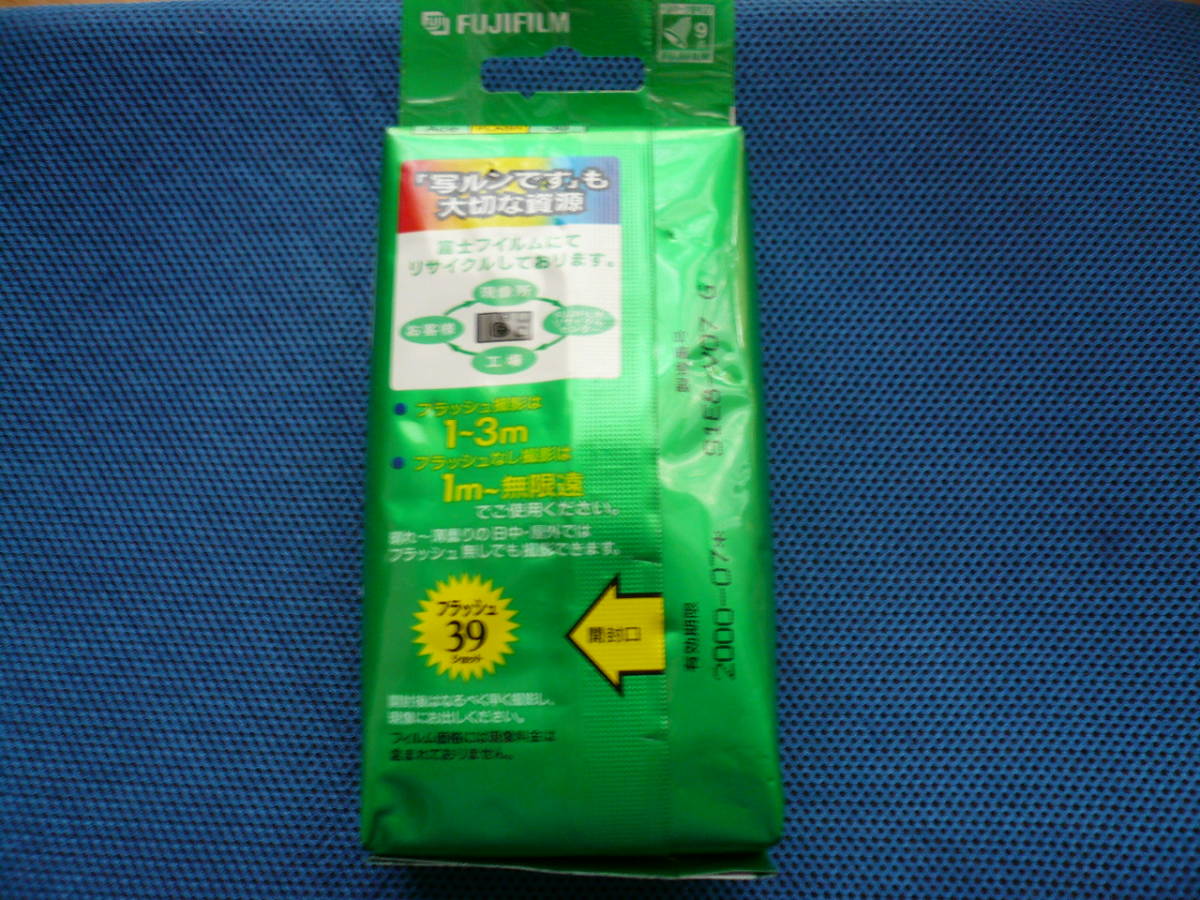 FUJIFILM
9
FUJIFILM
『写ルンです』も
大切な資源
富士フイルムにて
リサイクルしております。
現像所
お客様
工場
●フラッシュ撮影は
1~3m
●フラッシュなし撮影は
1m~無限遠
でご使用ください。
晴れ~薄曇りの日中・屋外では
フラッシュ無しでも撮影できます。
フラッシュ
39
ショット
開封口
開封後はなるべく早く撮影し、
現像にお出しください。
フィルム価格には現像料金は
含まれておりません。
有効期限
2000-07*